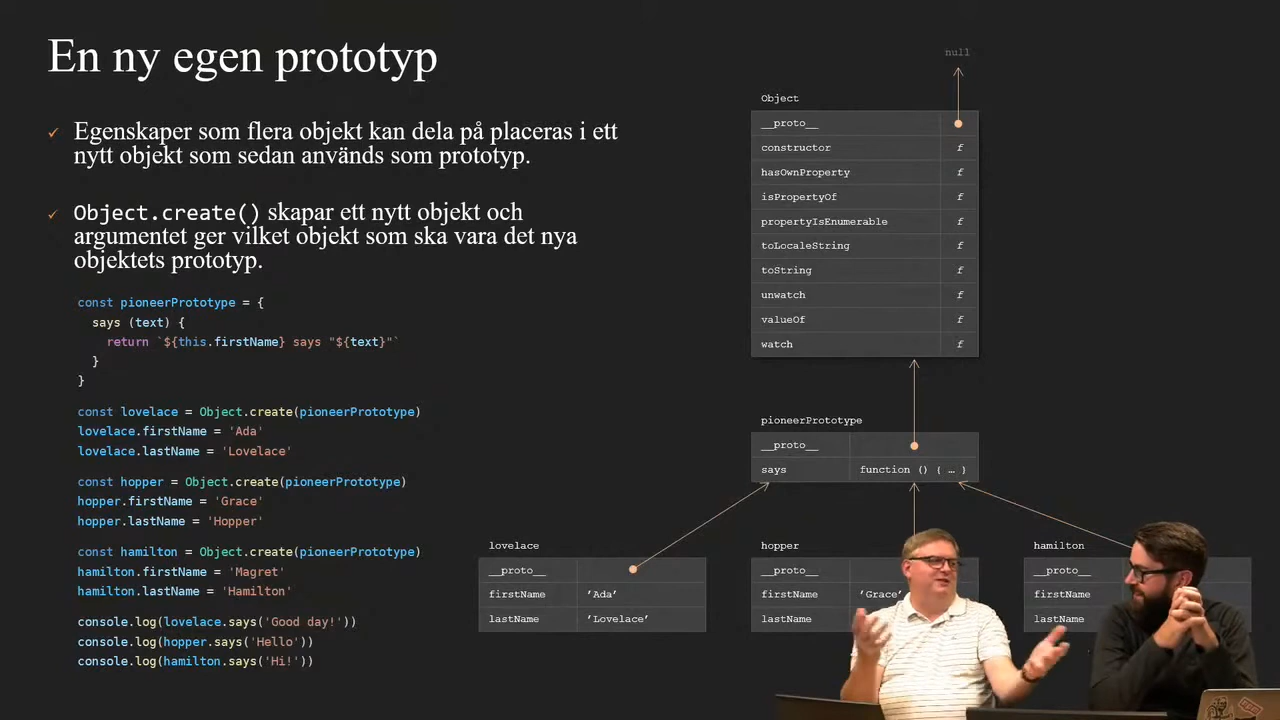 En ny egen prototyp
✓ Egenskaper som flera objekt kan dela på placeras i ett
nytt objekt som sedan används som prototyp.
✓ Object.create() skapar ett nytt objekt och
argumentet ger vilket objekt som ska vara det nya
objektets prototyp.
const pioneerPrototype = {
  says (text) {
    return `${this.firstName} says "${text}"`
  }
}
const lovelace = Object.create(pioneerPrototype)
lovelace.firstName = 'Ada'
lovelace.lastName = 'Lovelace'
const hopper = Object.create(pioneerPrototype)
hopper.firstName = 'Grace'
hopper.lastName = 'Hopper'
const hamilton = Object.create(pioneerPrototype)
hamilton.firstName = 'Magret'
hamilton.lastName = 'Hamilton'
console.log(lovelace.says('Good day!'))
console.log(hopper.says('Hello'))
console.log(hamilton.says('Hi!'))
null
Object
__proto__
constructor f
hasOwnProperty f
isPropertyOf f
propertyIsEnumerable f
toLocaleString f
toString f
unwatch f
valueOf f
watch f
pioneerPrototype
__proto__
says function () { … }
lovelace
__proto__
firstName 'Ada'
lastName 'Lovelace'
hopper
__proto__
firstName 'Grace'
lastName
hamilton
__proto__
firstName
lastName